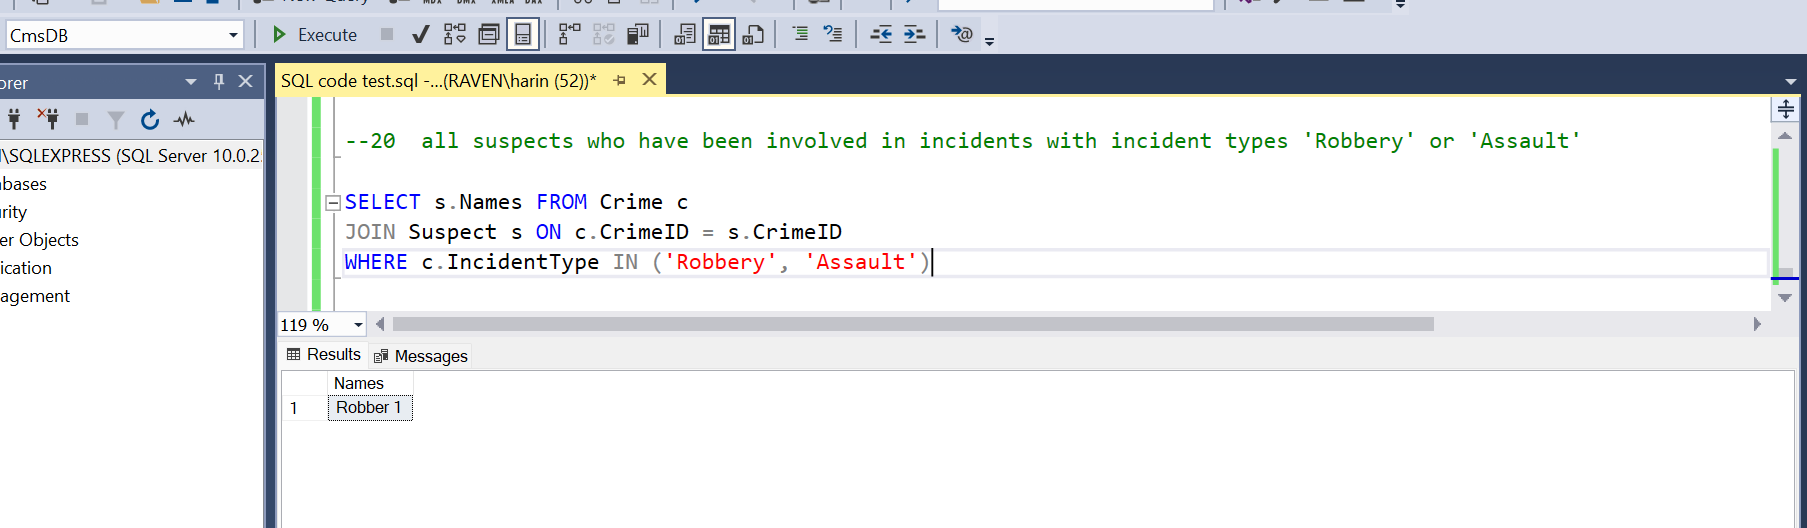 CmsDB
Execute
orer
SQL code test.sql -...(RAVEN\harin (52))*
\SQLEXPRESS (SQL Server 10.0.2
abases
urity
er Objects
ication
agement
--20  all suspects who have been involved in incidents with incident types 'Robbery' or 'Assault'
SELECT s.Names FROM Crime c
JOIN Suspect s ON c.CrimeID = s.CrimeID
WHERE c.IncidentType IN ('Robbery', 'Assault')
119 %
Results Messages
Names
1 Robber 1